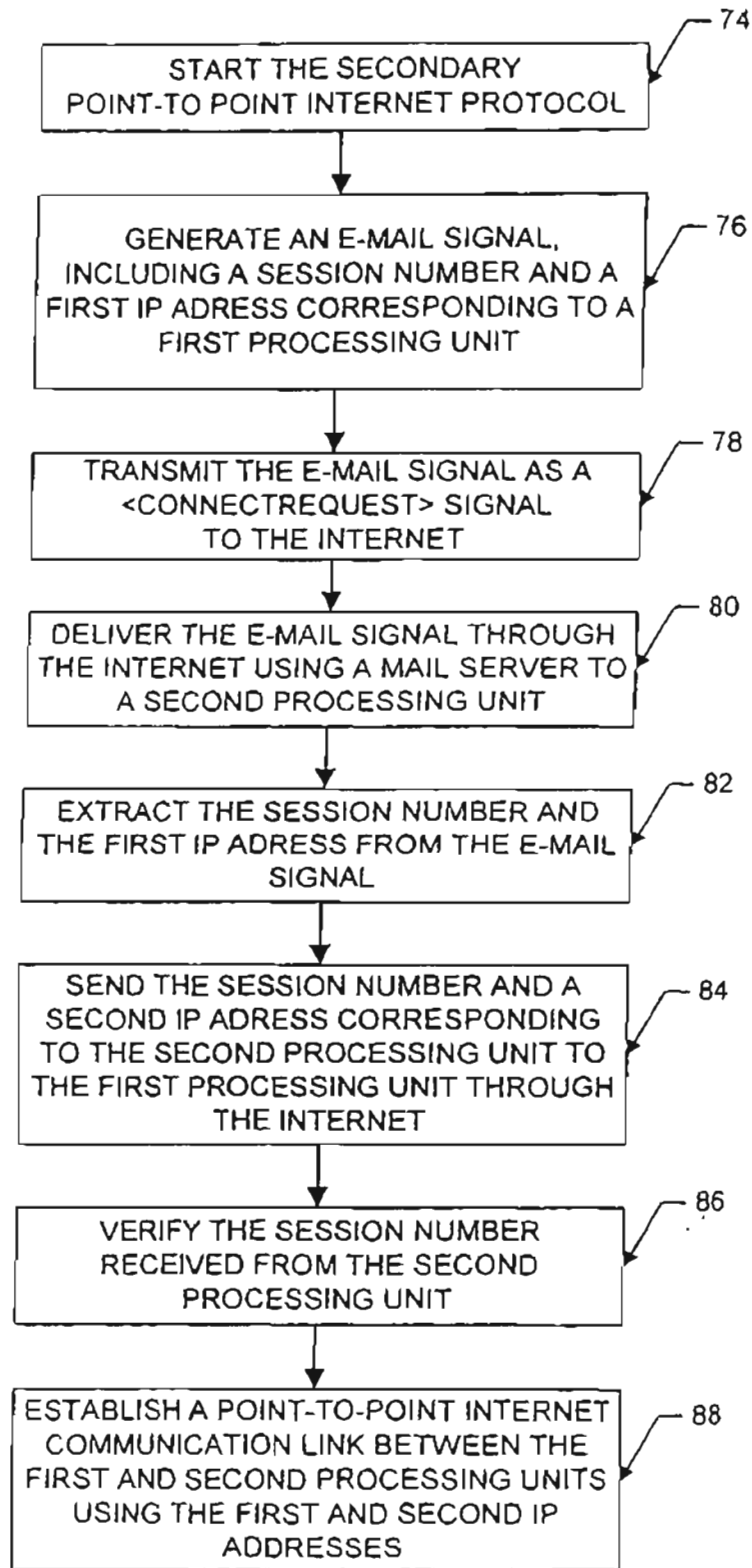 74
START THE SECONDARY
POINT-TO POINT INTERNET PROTOCOL
76
GENERATE AN E-MAIL SIGNAL,
INCLUDING A SESSION NUMBER AND A
FIRST IP ADRESS CORRESPONDING TO A
FIRST PROCESSING UNIT
78
TRANSMIT THE E-MAIL SIGNAL AS A
<CONNECTREQUEST> SIGNAL
TO THE INTERNET
80
DELIVER THE E-MAIL SIGNAL THROUGH
THE INTERNET USING A MAIL SERVER TO
A SECOND PROCESSING UNIT
82
EXTRACT THE SESSION NUMBER AND
THE FIRST IP ADRESS FROM THE E-MAIL
SIGNAL
84
SEND THE SESSION NUMBER AND A
SECOND IP ADRESS CORRESPONDING
TO THE SECOND PROCESSING UNIT TO
THE FIRST PROCESSING UNIT THROUGH
THE INTERNET
86
VERIFY THE SESSION NUMBER
RECEIVED FROM THE SECOND
PROCESSING UNIT
88
ESTABLISH A POINT-TO-POINT INTERNET
COMMUNICATION LINK BETWEEN THE
FIRST AND SECOND PROCESSING UNITS
USING THE FIRST AND SECOND IP
ADDRESSES